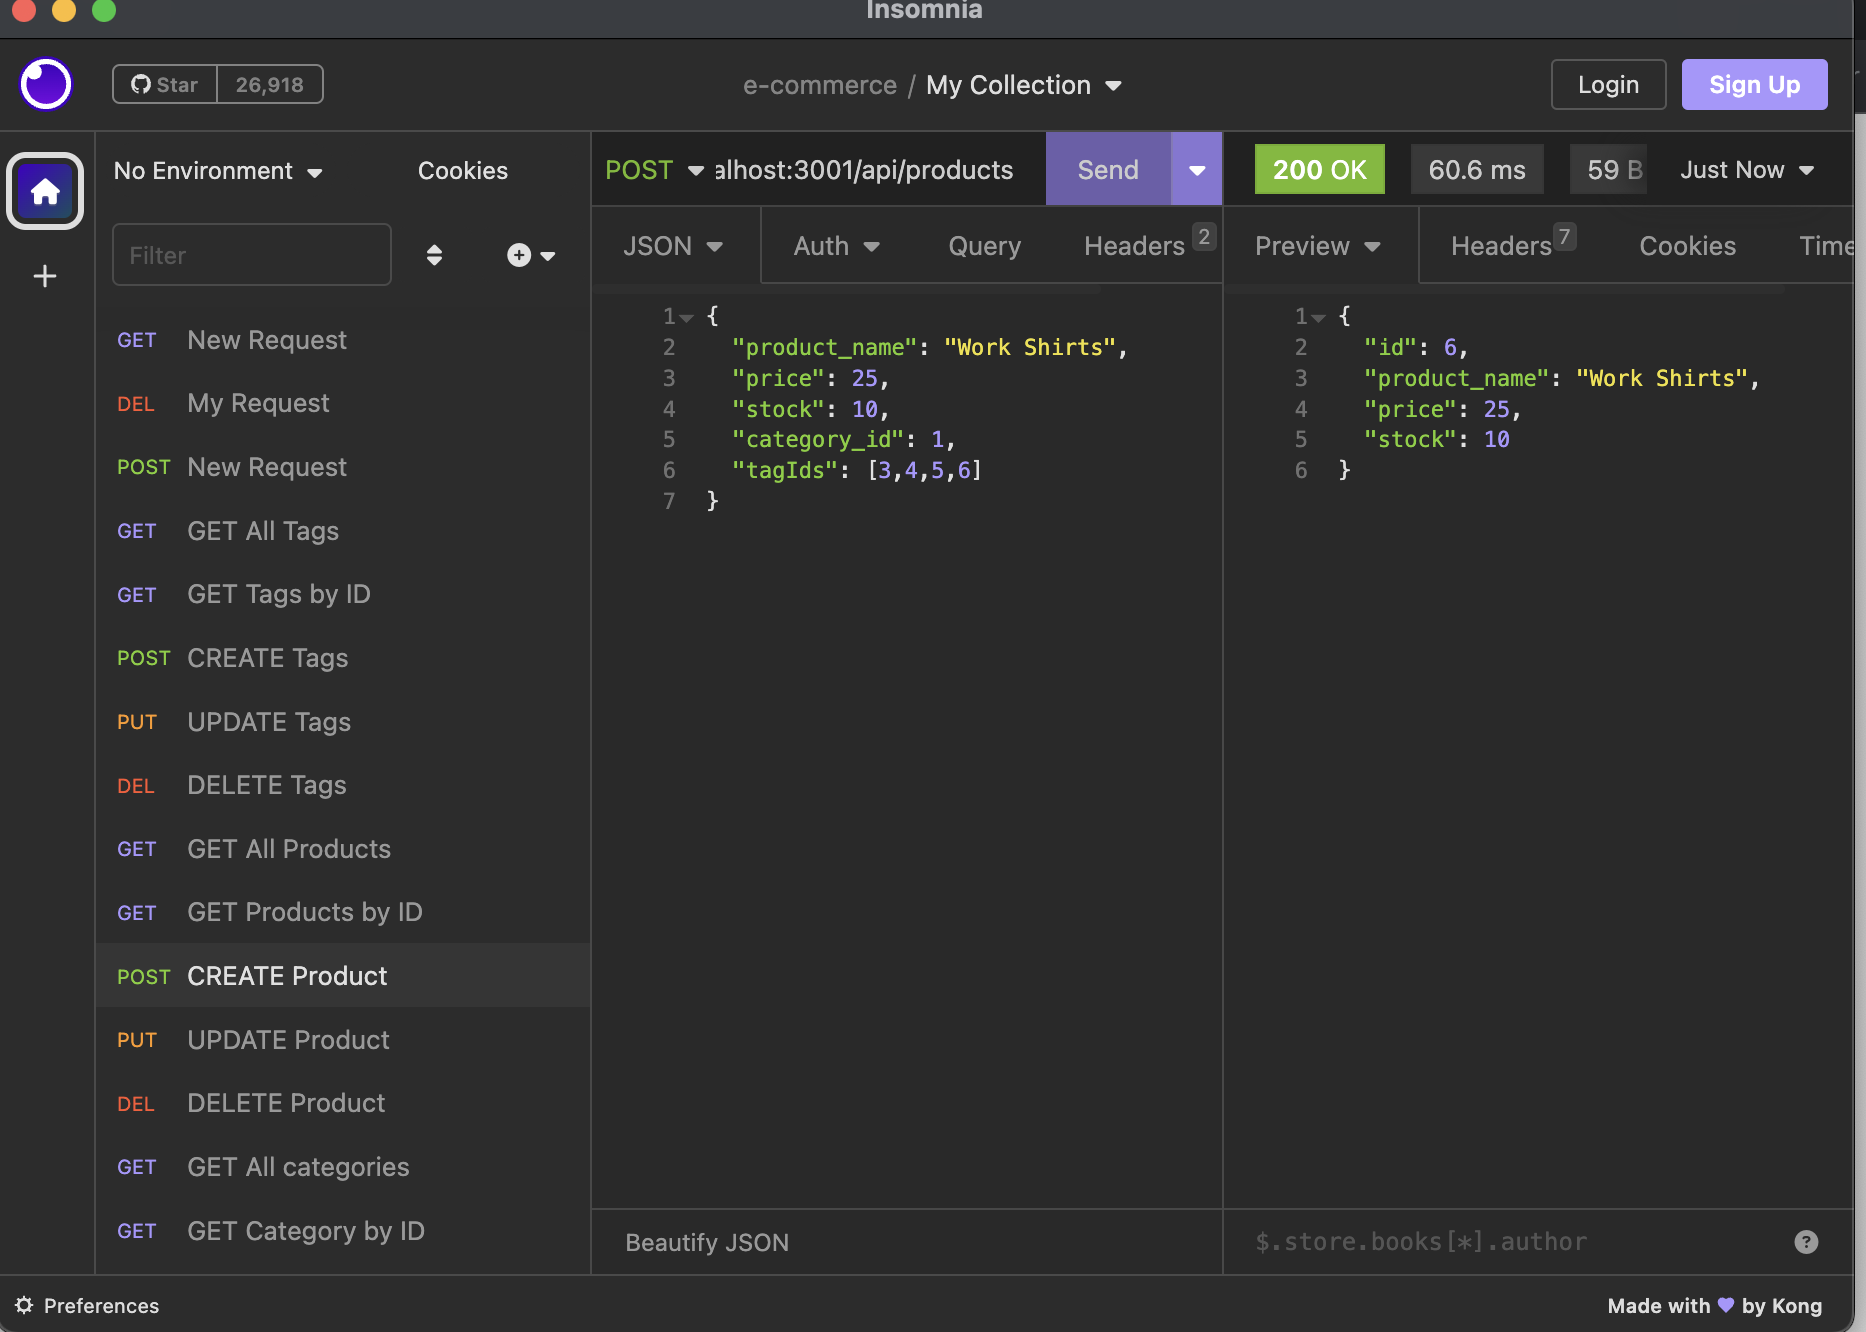 Insomnia
Star 26,918
e-commerce / My Collection
Login
Sign Up
No Environment
Cookies
Filter
GET New Request
DEL My Request
POST New Request
GET GET All Tags
GET GET Tags by ID
POST CREATE Tags
PUT UPDATE Tags
DEL DELETE Tags
GET GET All Products
GET GET Products by ID
POST CREATE Product
PUT UPDATE Product
DEL DELETE Product
GET GET All categories
GET GET Category by ID
POST alhost:3001/api/products
Send
JSON Auth Query Headers 2
1 {
2 "product_name": "Work Shirts",
3 "price": 25,
4 "stock": 10,
5 "category_id": 1,
6 "tagIds": [3,4,5,6]
7 }
Beautify JSON
200 OK 60.6 ms 59 B Just Now
Preview Headers 7 Cookies Time
1 {
2 "id": 6,
3 "product_name": "Work Shirts",
4 "price": 25,
5 "stock": 10
6 }
$.store.books[*].author
?
Preferences
Made with 💜 by Kong